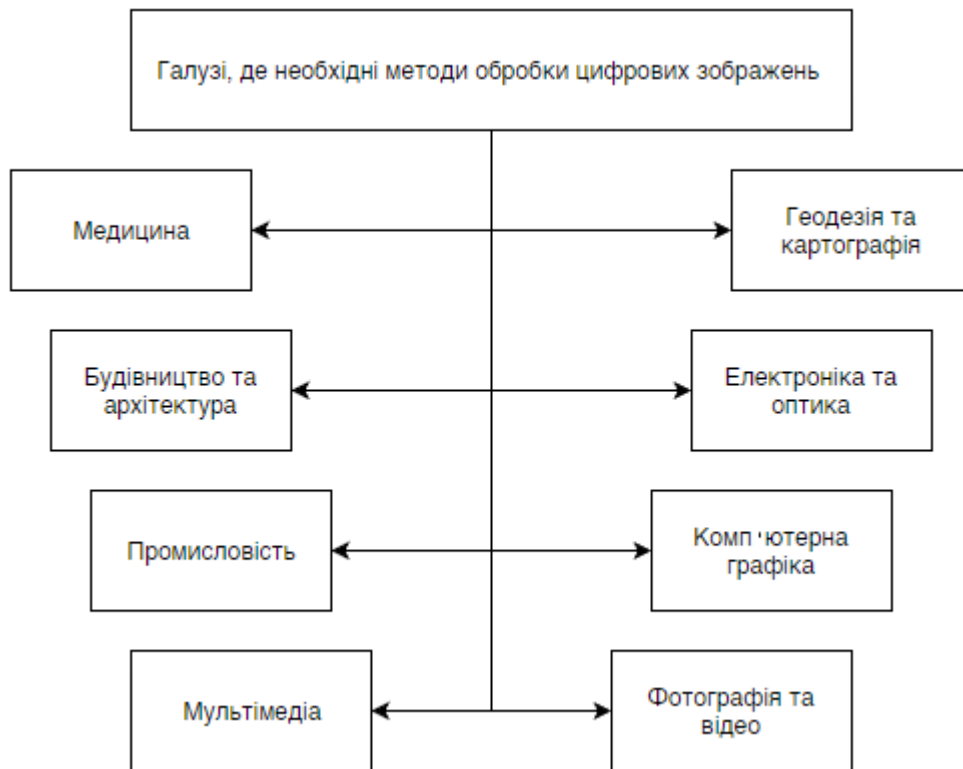 Галузі, де необхідні методи обробки цифрових зображень
Медицина
Геодезія та
картографія
Будівництво та
архітектура
Електроніка та
оптика
Промисловість
Комп'ютерна
графіка
Мультімедіа
Фотографія та
відео